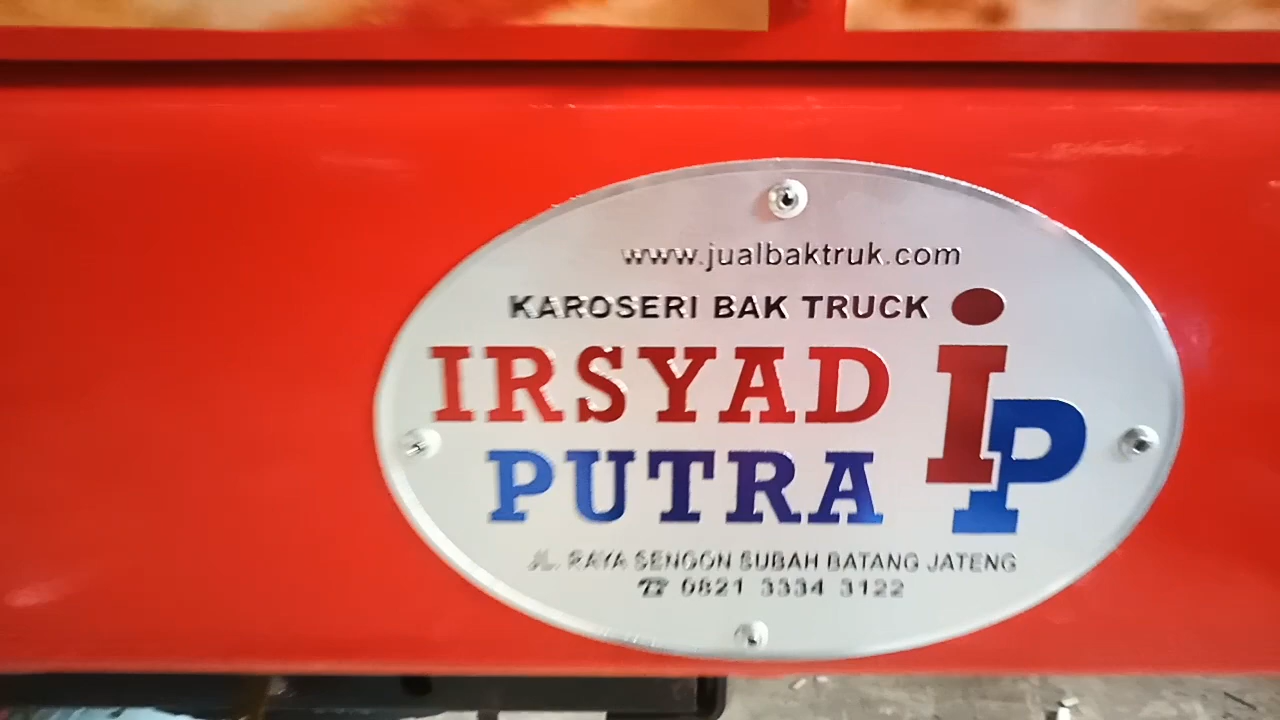 www.jualbaktruk.com
KAROSERI BAK TRUCK
IRSYAD
PUTRA
iP
JL. RAYA SENGON SUBAH BATANG JATENG
☎ 0821 3334 3122